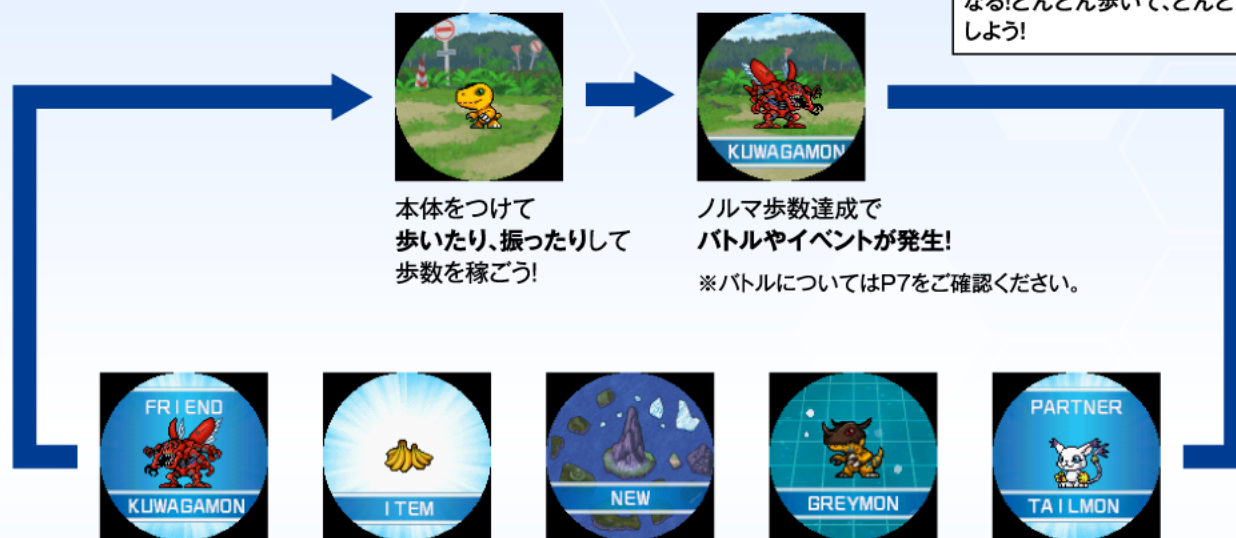 なる!どんどん歩いて、どんど
しよう!
KUWAGAMON
本体をつけて
歩いたり、振ったりして
歩数を稼ごう!
ノルマ歩数達成で
バトルやイベントが発生!
※バトルについてはP7をご確認ください。
FRIEND
KUWAGAMON
ITEM
NEW
GREYMON
PARTNER
TAILMON